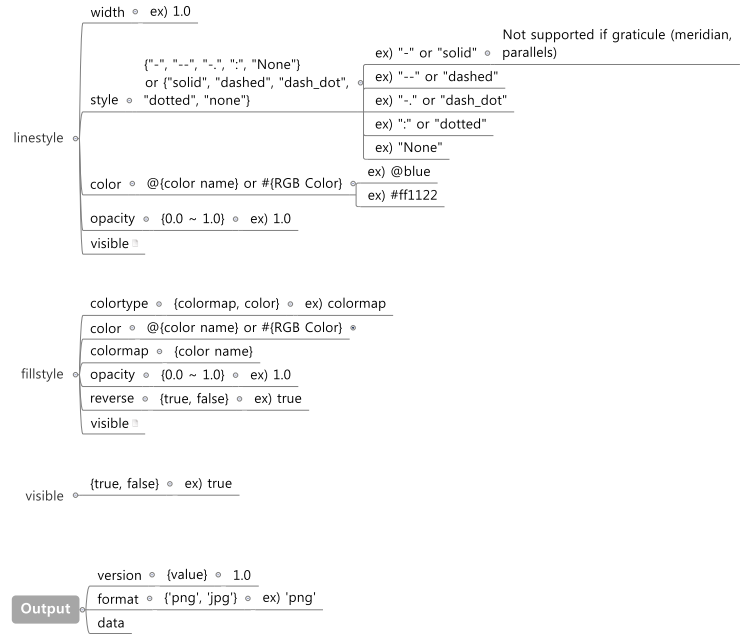 linestyle
width ex) 1.0
style
{"-", "--", "-.", ":", "None"}
or {"solid", "dashed", "dash_dot",
"dotted", "none"}
ex) "-" or "solid"
Not supported if graticule (meridian,
parallels)
ex) "--" or "dashed"
ex) "-." or "dash_dot"
ex) ":" or "dotted"
ex) "None"
color @{color name} or #{RGB Color}
ex) @blue
ex) #ff1122
opacity {0.0 ~ 1.0} ex) 1.0
visible
fillstyle
colortype {colormap, color} ex) colormap
color @{color name} or #{RGB Color}
colormap {color name}
opacity {0.0 ~ 1.0} ex) 1.0
reverse {true, false} ex) true
visible
visible {true, false} ex) true
Output
version {value} 1.0
format {'png', 'jpg'} ex) 'png'
data